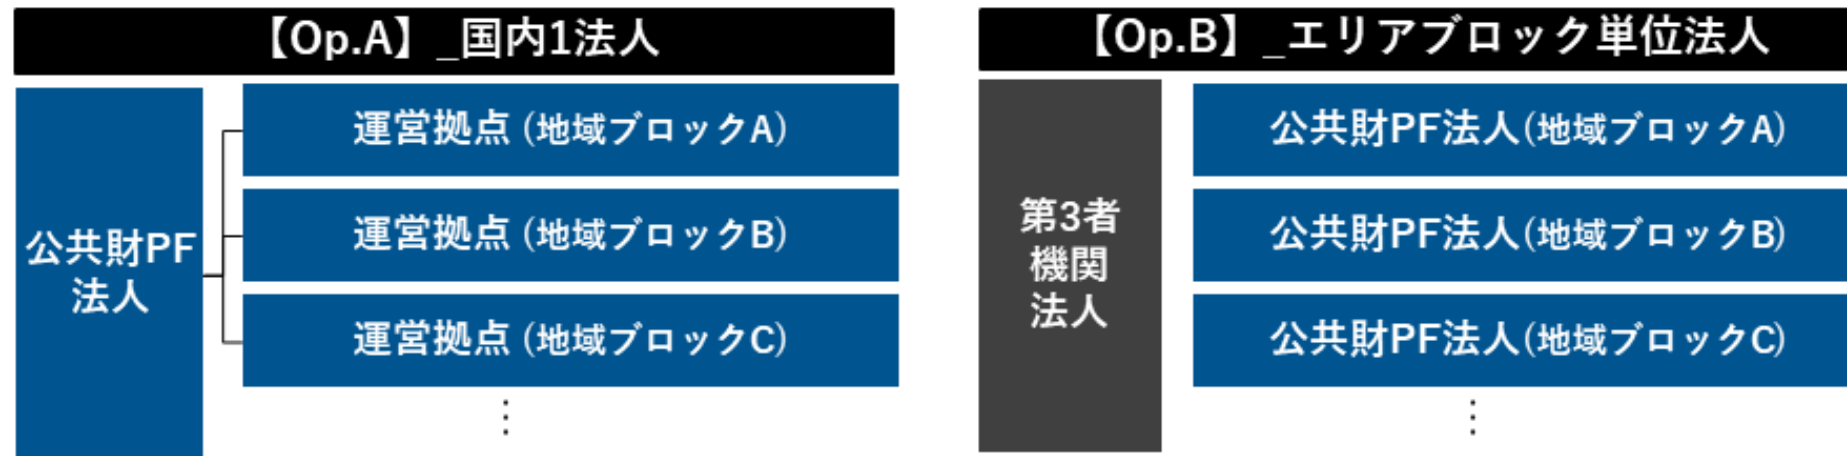 【Op.A】_国内1法人
公共財PF
法人
運営拠点 (地域ブロックA)
運営拠点 (地域ブロックB)
運営拠点 (地域ブロックC)
⋮
【Op.B】_エリアブロック単位法人
第3者
機関
法人
公共財PF法人(地域ブロックA)
公共財PF法人(地域ブロックB)
公共財PF法人(地域ブロックC)
⋮